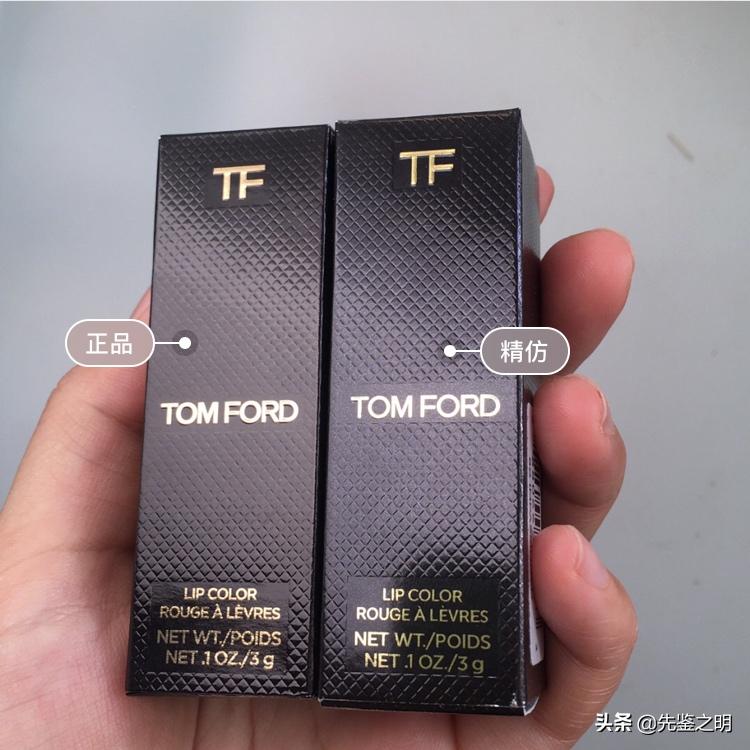 TF
正品
TOM FORD
LIP COLOR
ROUGE À LÈVRES
NET WT./POIDS
NET .1 OZ./3 g
TF
精仿
TOM FORD
LIP COLOR
ROUGE À LÈVRES
NET WT./POIDS
NET .1 OZ./3 g
头条 @先鉴之明